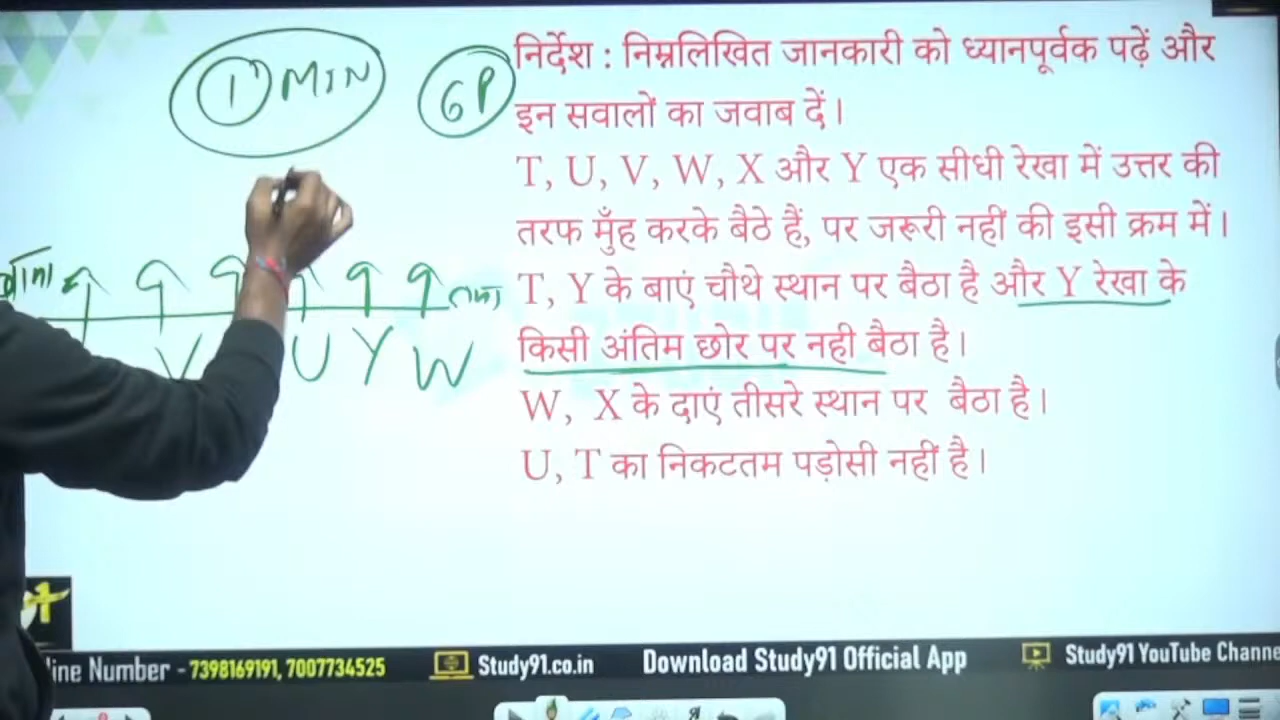 1 MIN
6P
निर्देश : निम्नलिखित जानकारी को ध्यानपूर्वक पढ़ें और
इन सवालों का जवाब दें।
T, U, V, W, X और Y एक सीधी रेखा में उत्तर की
तरफ मुँह करके बैठे हैं, पर जरूरी नहीं की इसी क्रम में।
T, Y के बाएं चौथे स्थान पर बैठा है और Y रेखा के
किसी अंतिम छोर पर नही बैठा है।
W, X के दाएं तीसरे स्थान पर बैठा है।
U, T का निकटतम पड़ोसी नहीं है।
V U Y W
ine Number - 7398169191, 7007734525
Study91.co.in
Download Study91 Official App
Study91 YouTube Channe